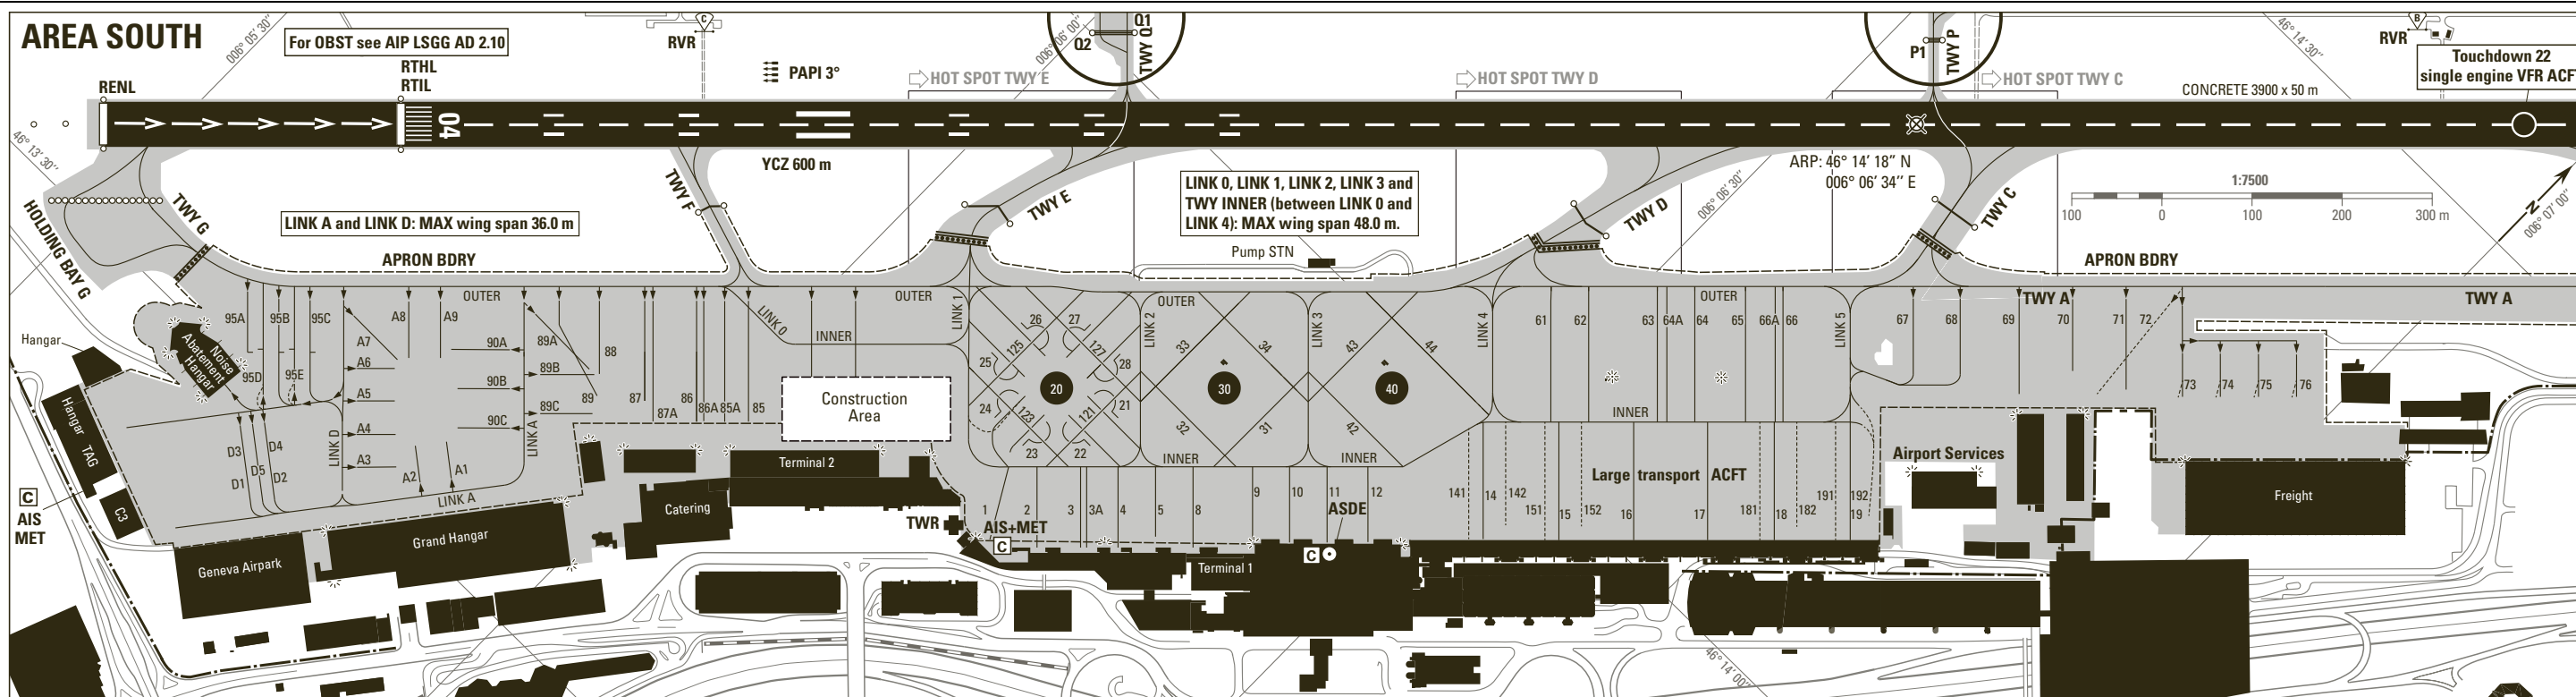 AREA SOUTH
006° 05' 30"
For OBST see AIP LSGG AD 2.10
RTHL
RTIL
RENL
C
RVR
PAPI 3°
006° 06' 00"
Q1
Q2
TWY Q1
HOT SPOT TWY E
HOT SPOT TWY D
P1
TWY P
HOT SPOT TWY C
46° 14' 30"
B
RVR
Touchdown 22
single engine VFR ACFT
CONCRETE 3900 x 50 m
04
46° 13' 30"
YCZ 600 m
ARP: 46° 14' 18" N
006° 06' 34" E
HOLDING BAY G
TWY G
LINK A and LINK D: MAX wing span 36.0 m
TWY F
TWY E
LINK 0, LINK 1, LINK 2, LINK 3 and
TWY INNER (between LINK 0 and
LINK 4): MAX wing span 48.0 m.
TWY D
006° 06' 30"
TWY C
1:7500
100 0 100 200 300 m
N
006° 07' 00"
APRON BDRY
Pump STN
APRON BDRY
OUTER
OUTER
OUTER
OUTER
TWY A
TWY A
95A
95B
95C
A8
A9
A7
A6
A5
A4
A3
90A
90B
90C
89A
89B
89C
88
89
87
87A
86
86A
85A
85
LINK 0
INNER
LINK 1
Construction
Area
26
27
125
127
25
28
20
24
21
123
121
23
22
LINK 2
33
34
30
32
31
INNER
LINK 3
43
44
40
42
INNER
LINK 4
61
62
63
64A
64
65
66A
66
INNER
LINK 5
67
68
69
70
71
72
73
74
75
76
Hangar
Noise
Abatement
Hangar
95D
95E
Hangar TAG
C3
D3
D4
D5
D1
D2
LINK D
A2
A1
LINK A
LINK A
C
AIS
MET
Geneva Airpark
Grand Hangar
Catering
Terminal 2
TWR
1
2
3
3A
4
5
8
9
10
11
12
ASDE
AIS+MET
C
C
Terminal 1
141
14
142
151
15
152
16
17
181
18
182
191
192
19
Large transport ACFT
Airport Services
Freight
46° 14' 00"